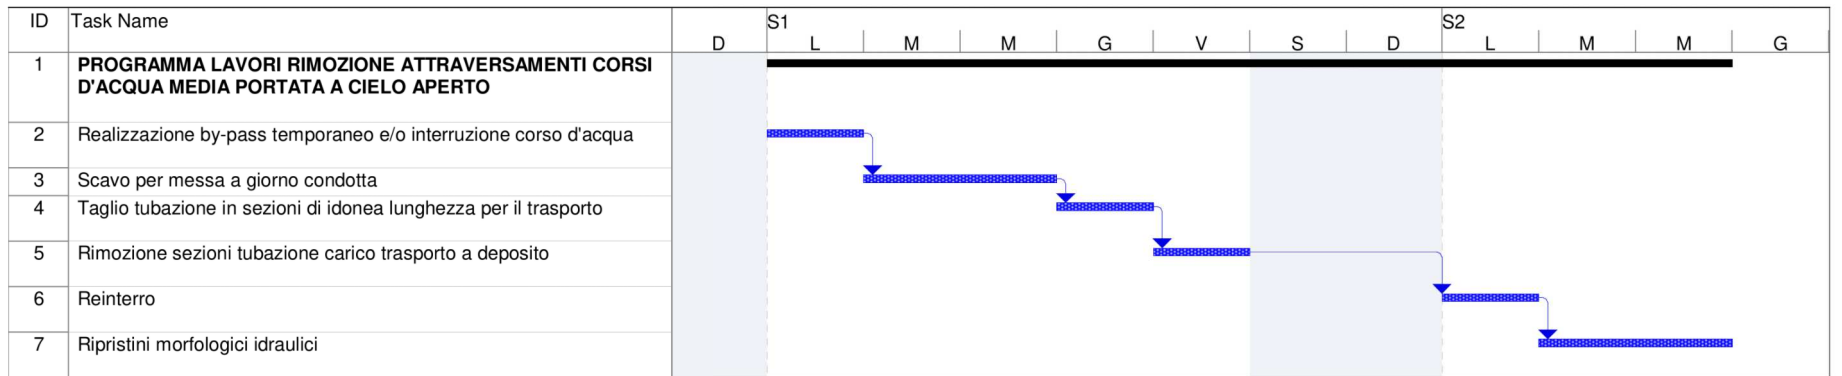 ID Task Name S1 S2
D L M M G V S D L M M G
1 PROGRAMMA LAVORI RIMOZIONE ATTRAVERSAMENTI CORSI
D'ACQUA MEDIA PORTATA A CIELO APERTO
2 Realizzazione by-pass temporaneo e/o interruzione corso d'acqua
3 Scavo per messa a giorno condotta
4 Taglio tubazione in sezioni di idonea lunghezza per il trasporto
5 Rimozione sezioni tubazione carico trasporto a deposito
6 Reinterro
7 Ripristini morfologici idraulici